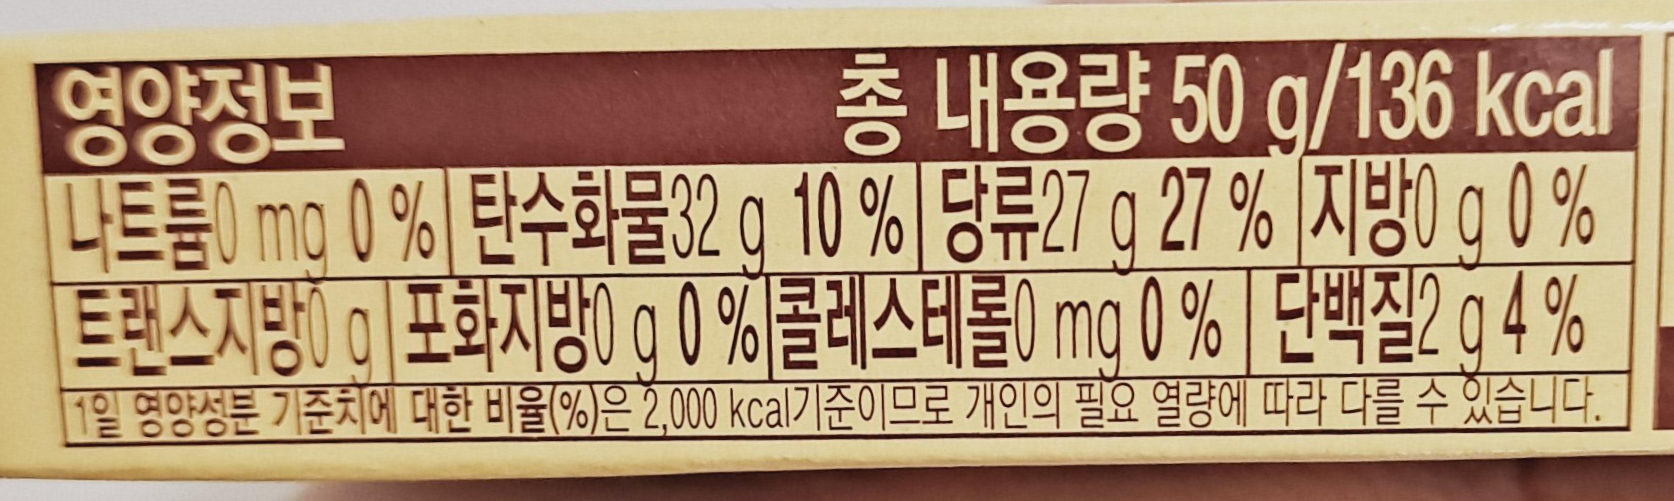 영양정보 총 내용량 50 g/136 kcal
나트륨0 mg 0 % 탄수화물32 g 10 % 당류27 g 27 % 지방0 g 0 %
트랜스지방0 g 포화지방0 g 0 % 콜레스테롤0 mg 0 % 단백질2 g 4 %
1일 영양성분 기준치에 대한 비율(%)은 2,000 kcal기준이므로 개인의 필요 열량에 따라 다를 수 있습니다.